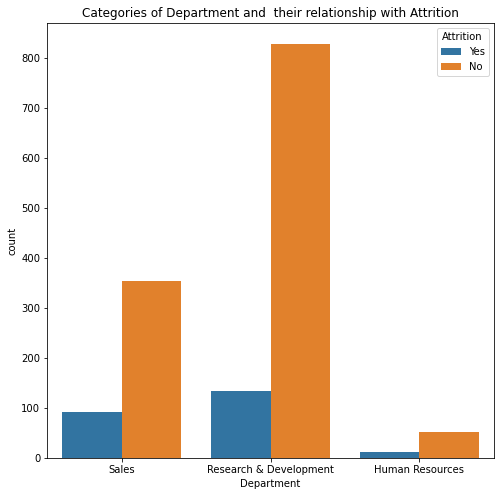 Categories of Department and  their relationship with Attrition
Attrition
Yes
No
800
700
600
500
400
300
200
100
0
count
Sales
Research & Development
Human Resources
Department